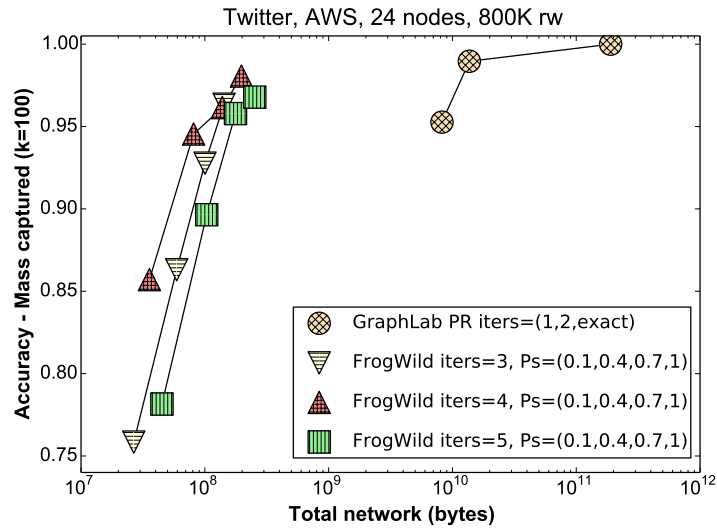 Twitter, AWS, 24 nodes, 800K rw
1.00
0.95
0.90
0.85
0.80
0.75
Accuracy - Mass captured (k=100)
GraphLab PR iters=(1,2,exact)
FrogWild iters=3, Ps=(0.1,0.4,0.7,1)
FrogWild iters=4, Ps=(0.1,0.4,0.7,1)
FrogWild iters=5, Ps=(0.1,0.4,0.7,1)
10^7 10^8 10^9 10^10 10^11 10^12
Total network (bytes)